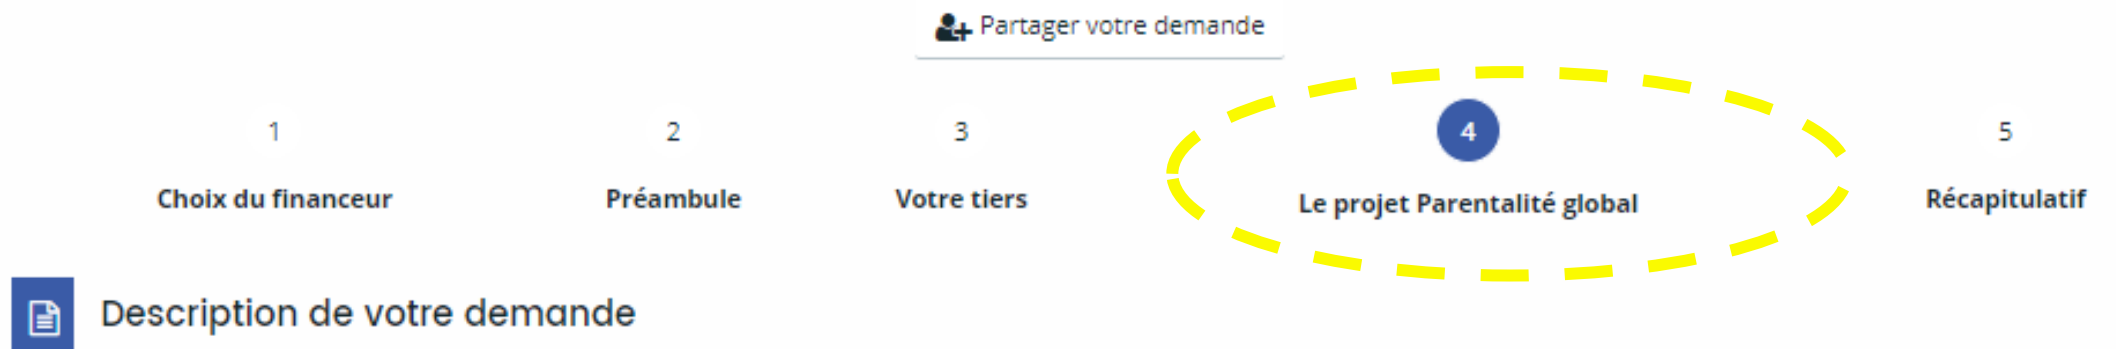 Partager votre demande
1 2 3 4 5
Choix du financeur Préambule Votre tiers Le projet Parentalité global Récapitulatif
Description de votre demande